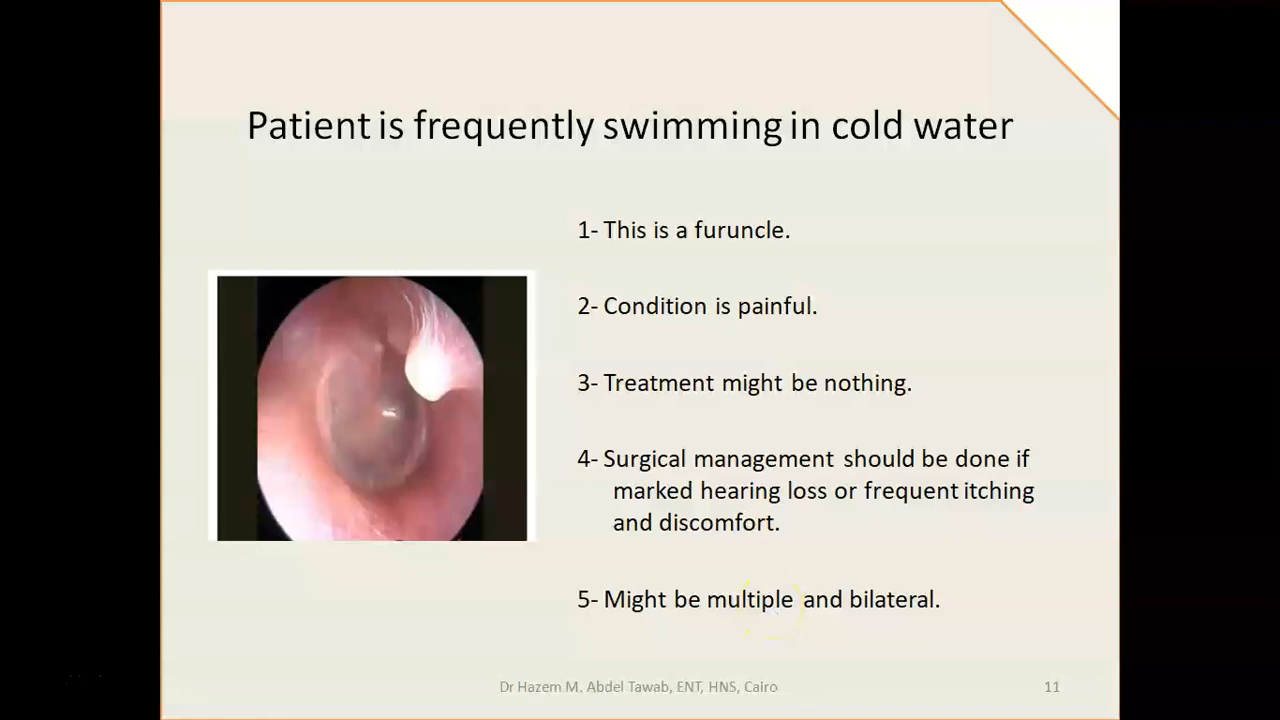 Patient is frequently swimming in cold water
1- This is a furuncle.
2- Condition is painful.
3- Treatment might be nothing.
4- Surgical management should be done if
marked hearing loss or frequent itching
and discomfort.
5- Might be multiple and bilateral.
Dr Hazem M. Abdel Tawab, ENT, HNS, Cairo
11